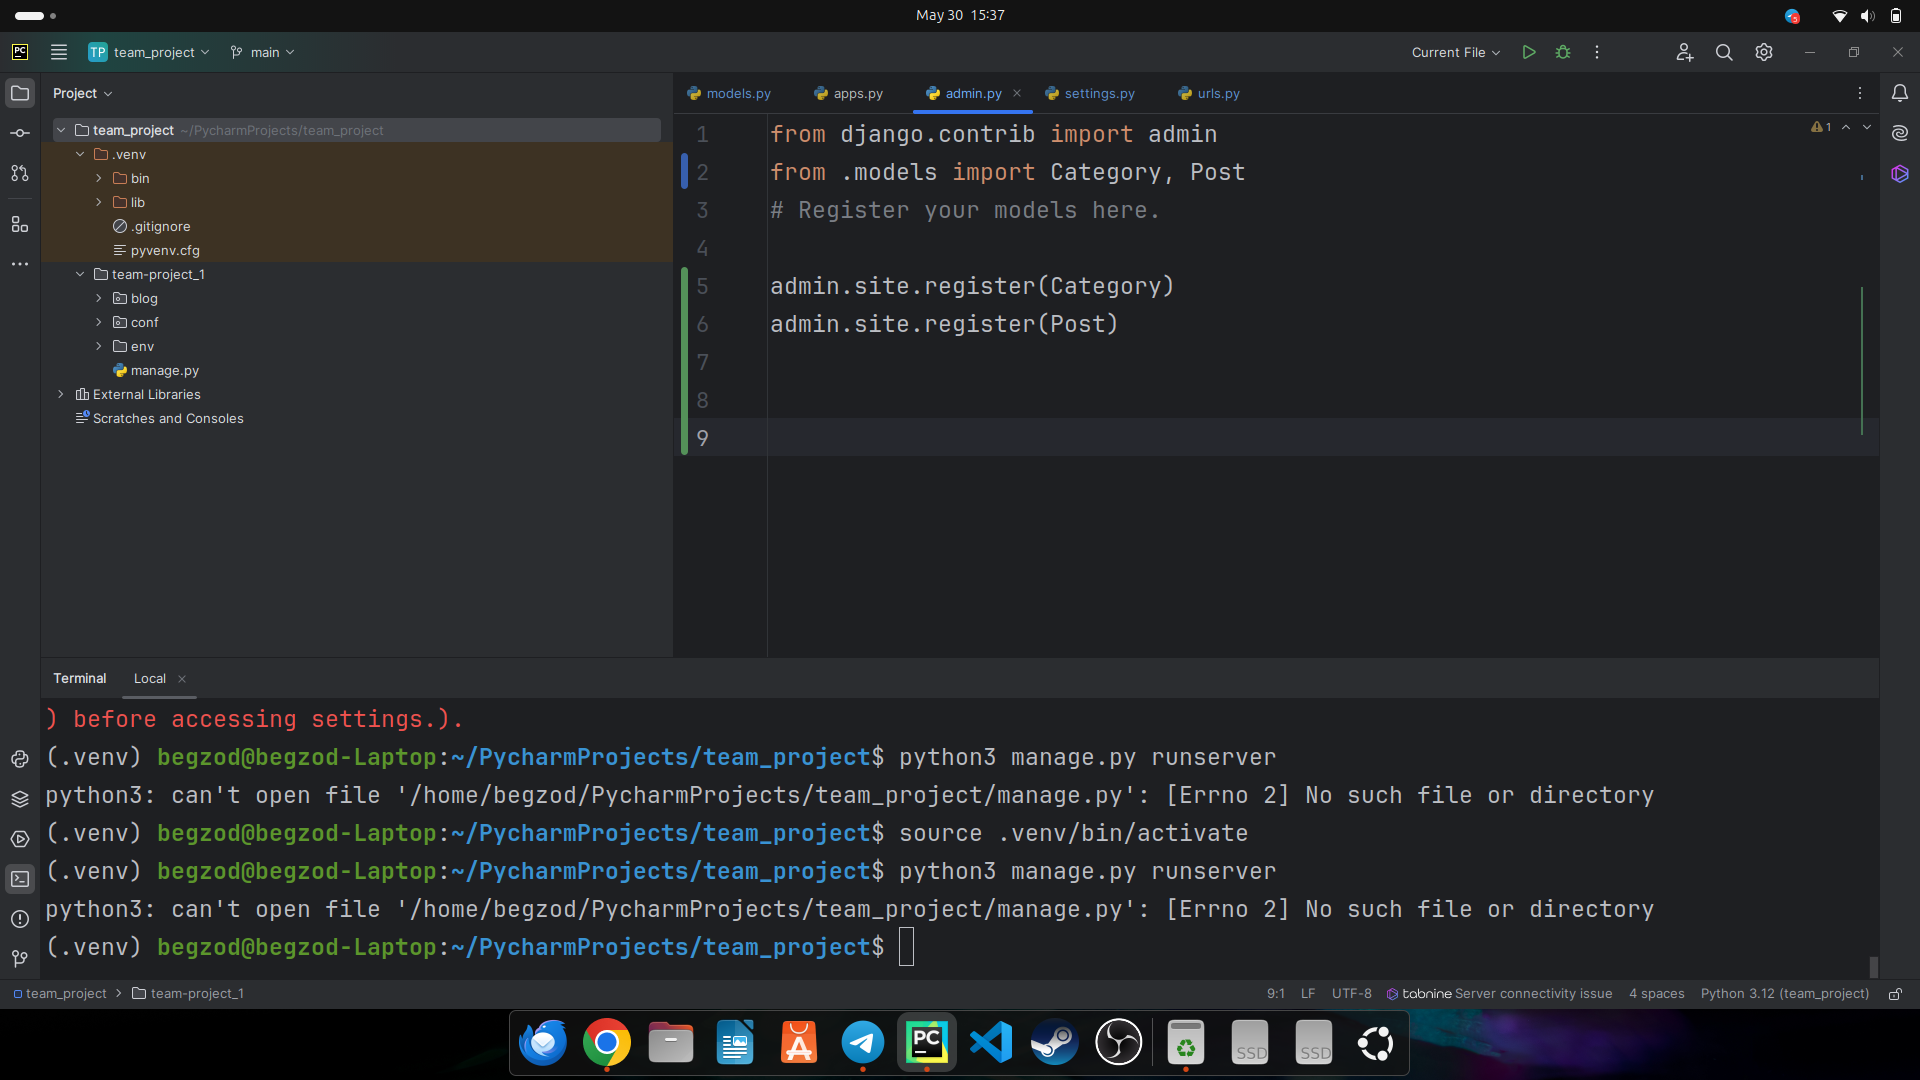 May 30 15:37
5
PC
TP team_project main
Current File
Project
models.py apps.py admin.py settings.py urls.py
team_project ~/PycharmProjects/team_project
.venv
bin
lib
.gitignore
pyvenv.cfg
team-project_1
blog
conf
env
manage.py
External Libraries
Scratches and Consoles
1 from django.contrib import admin
2 from .models import Category, Post
3 # Register your models here.
4
5 admin.site.register(Category)
6 admin.site.register(Post)
7
8
9
1
Terminal Local
) before accessing settings.).
(.venv) begzod@begzod-Laptop:~/PycharmProjects/team_project$ python3 manage.py runserver
python3: can't open file '/home/begzod/PycharmProjects/team_project/manage.py': [Errno 2] No such file or directory
(.venv) begzod@begzod-Laptop:~/PycharmProjects/team_project$ source .venv/bin/activate
(.venv) begzod@begzod-Laptop:~/PycharmProjects/team_project$ python3 manage.py runserver
python3: can't open file '/home/begzod/PycharmProjects/team_project/manage.py': [Errno 2] No such file or directory
(.venv) begzod@begzod-Laptop:~/PycharmProjects/team_project$
team_project > team-project_1
9:1 LF UTF-8 tabnine Server connectivity issue 4 spaces Python 3.12 (team_project)
PC SSD SSD